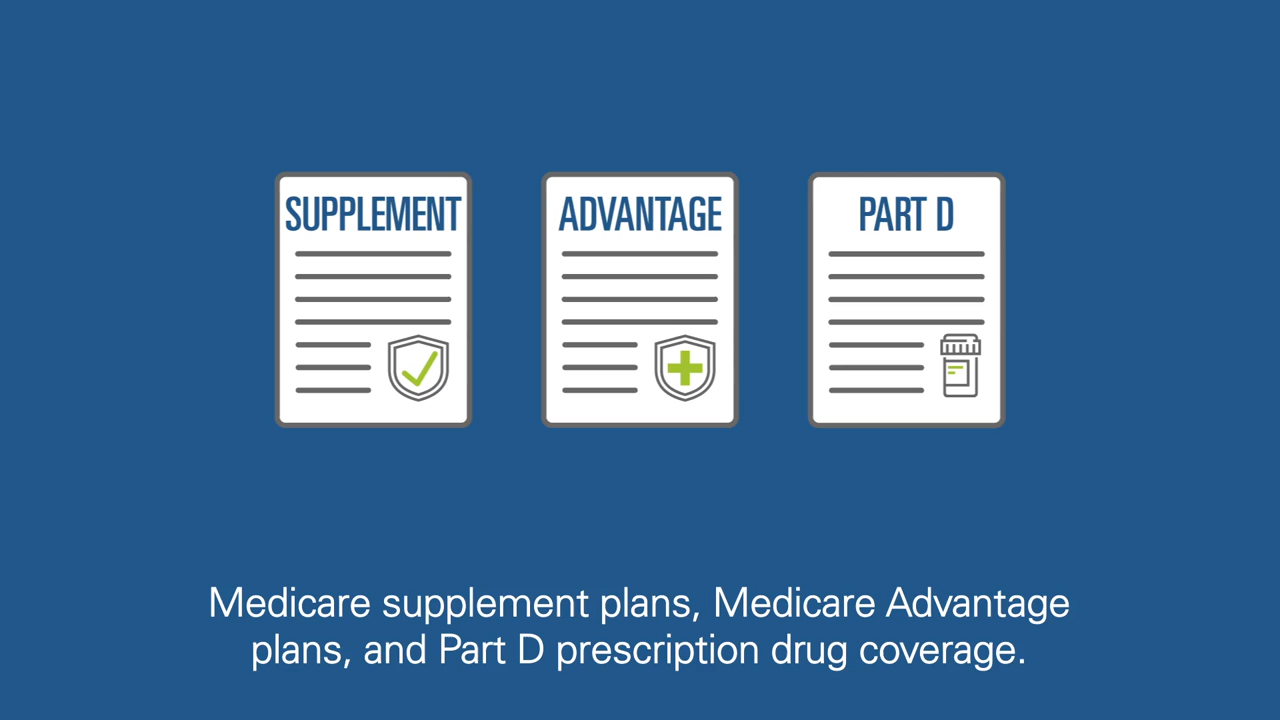 SUPPLEMENT
ADVANTAGE
PART D
Medicare supplement plans, Medicare Advantage
plans, and Part D prescription drug coverage.